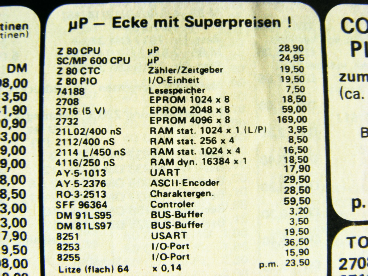 µP — Ecke mit Superpreisen !
Z 80 CPU µP 28,90
SC/MP 600 CPU µP 24,95
Z 80 CTC Zähler/Zeitgeber 19,50
Z 80 PIO I/O-Einheit 19,50
74188 Lesespeicher 7,50
2708 EPROM 1024 x 8 18,50
2716 (5 V) EPROM 2048 x 8 59,00
2732 EPROM 4096 x 8 169,00
21L02/400 nS RAM stat. 1024 x 1 (L/P) 3,95
2112/400 nS RAM stat. 256 x 4 8,50
2114 L/450 nS RAM stat. 1024 x 4 16,50
4116/250 nS RAM dyn. 16384 x 1 18,50
AY-5-1013 UART 17,90
AY-5-2376 ASCII-Encoder 29,50
RO-3-2513 Charaktergen. 28,50
SFF 96364 Controler 59,50
DM 91LS95 BUS-Buffer 3,20
DM 81LS97 BUS-Buffer 3,50
8251 USART 19,50
8253 I/O-Port 36,50
8255 I/O-Port 15,90
Litze (flach) 64 x 0,14 p.m. 23,50
DM
zum
(ca.
p.
TO
2708